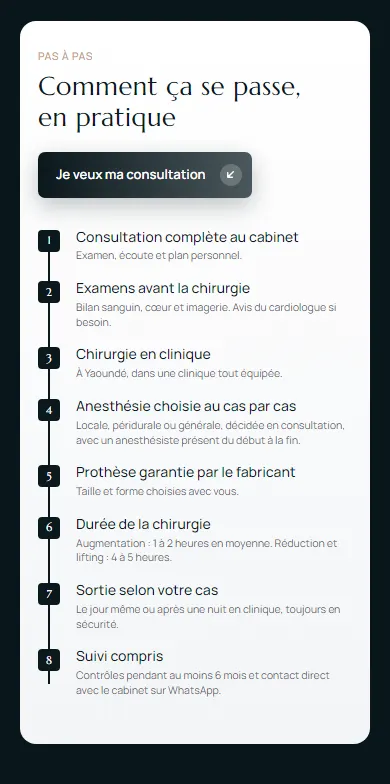 PAS À PAS
Comment ça se passe,
en pratique
Je veux ma consultation
1
Consultation complète au cabinet
Examen, écoute et plan personnel.
2
Examens avant la chirurgie
Bilan sanguin, cœur et imagerie. Avis du cardiologue si
besoin.
3
Chirurgie en clinique
À Yaoundé, dans une clinique tout équipée.
4
Anesthésie choisie au cas par cas
Locale, péridurale ou générale, décidée en consultation,
avec un anesthésiste présent du début à la fin.
5
Prothèse garantie par le fabricant
Taille et forme choisies avec vous.
6
Durée de la chirurgie
Augmentation : 1 à 2 heures en moyenne. Réduction et
lifting : 4 à 5 heures.
7
Sortie selon votre cas
Le jour même ou après une nuit en clinique, toujours en
sécurité.
8
Suivi compris
Contrôles pendant au moins 6 mois et contact direct
avec le cabinet sur WhatsApp.